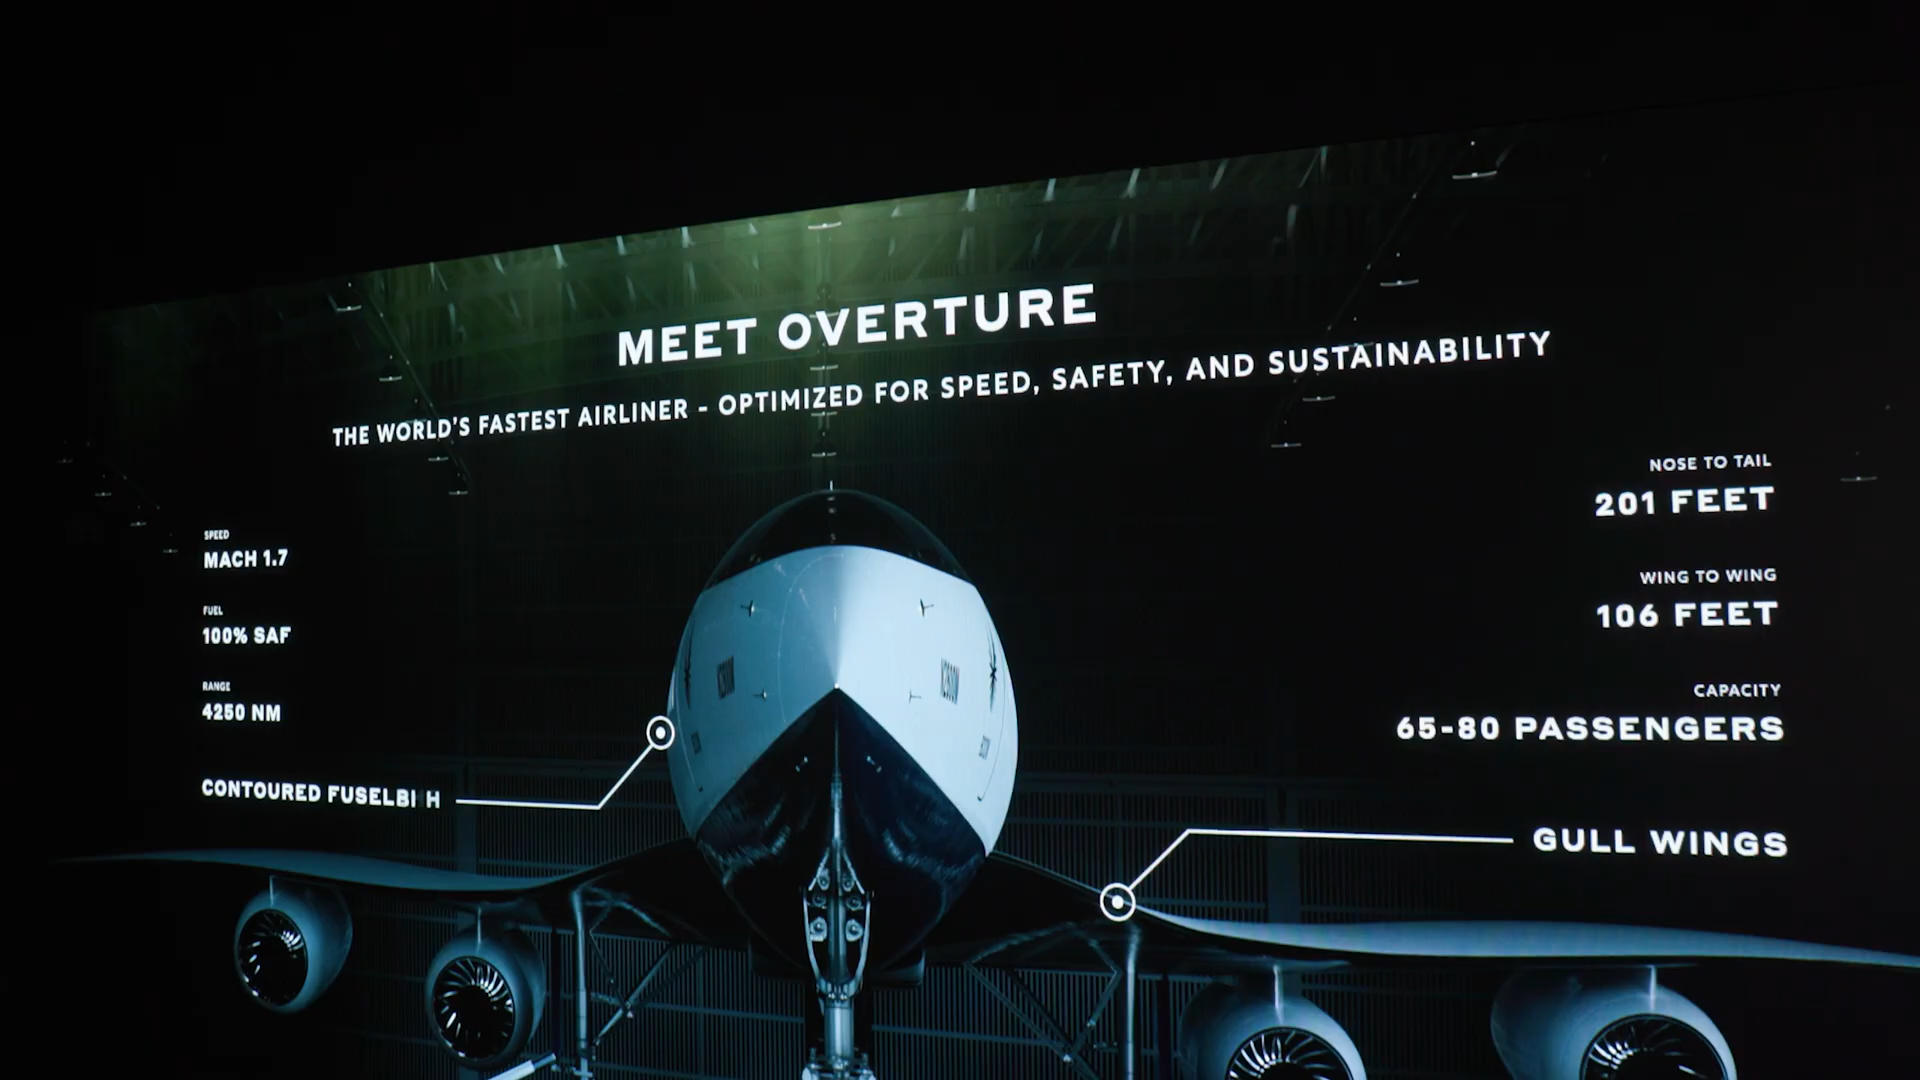 MEET OVERTURE
THE WORLD'S FASTEST AIRLINER - OPTIMIZED FOR SPEED, SAFETY, AND SUSTAINABILITY
SPEED
MACH 1.7
FUEL
100% SAF
RANGE
4250 NM
CONTOURED FUSELBI H
NOSE TO TAIL
201 FEET
WING TO WING
106 FEET
CAPACITY
65-80 PASSENGERS
GULL WINGS